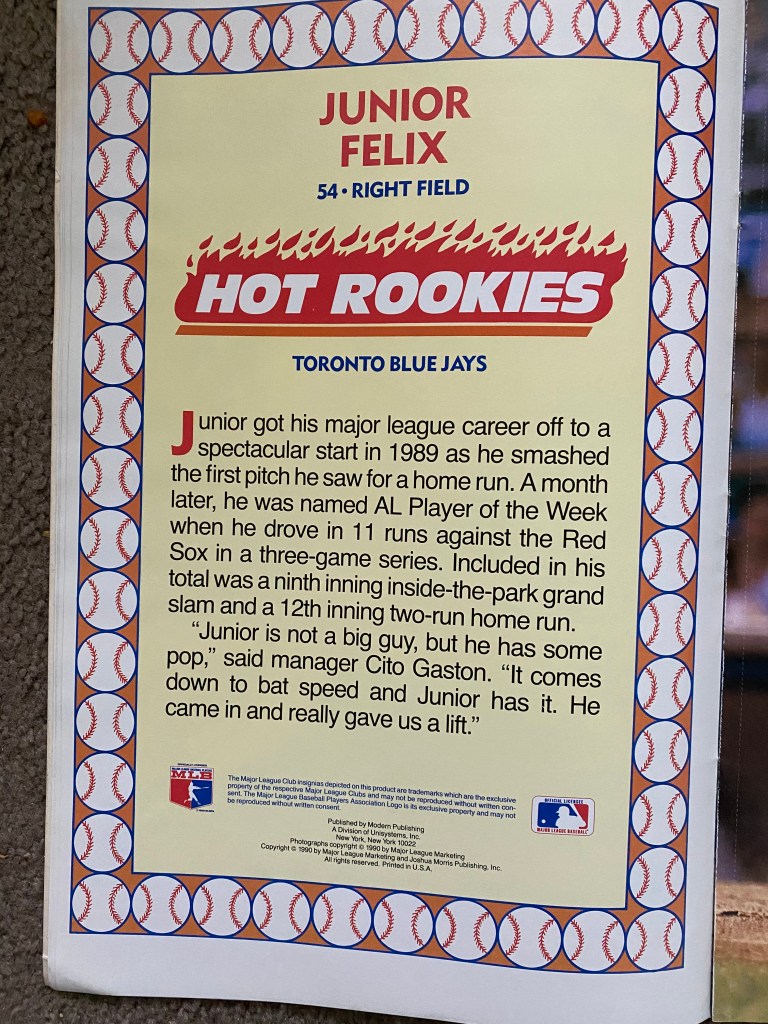 JUNIOR
FELIX
54 • RIGHT FIELD
HOT ROOKIES
TORONTO BLUE JAYS
Junior got his major league career off to a
spectacular start in 1989 as he smashed
the first pitch he saw for a home run. A month
later, he was named AL Player of the Week
when he drove in 11 runs against the Red
Sox in a three-game series. Included in his
total was a ninth inning inside-the-park grand
slam and a 12th inning two-run home run.
“Junior is not a big guy, but he has some
pop,” said manager Cito Gaston. “It comes
down to bat speed and Junior has it. He
came in and really gave us a lift.”
MLB
The Major League Club insignias depicted on this product are trademarks which are the exclusive
property of the respective Major League Clubs and may not be reproduced without written con-
sent. The Major League Baseball Players Association Logo is its exclusive property and may not
be reproduced without written consent.
OFFICIAL LICENSEE
MAJOR LEAGUE BASEBALL
Published by Modern Publishing
A Division of Unisystems, Inc.
New York, New York 10022
Photographs copyright © 1990 by Major League Marketing
Copyright © 1990 by Major League Marketing and Joshua Morris Publishing, Inc.
All rights reserved. Printed in U.S.A.